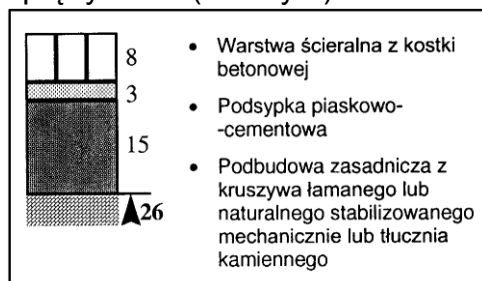 8
3
15
26
• Warstwa ścieralna z kostki
betonowej
• Podsypka piaskowo-
-cementowa
• Podbudowa zasadnicza z
kruszywa łamanego lub
naturalnego stabilizowanego
mechanicznie lub tłucznia
kamiennego